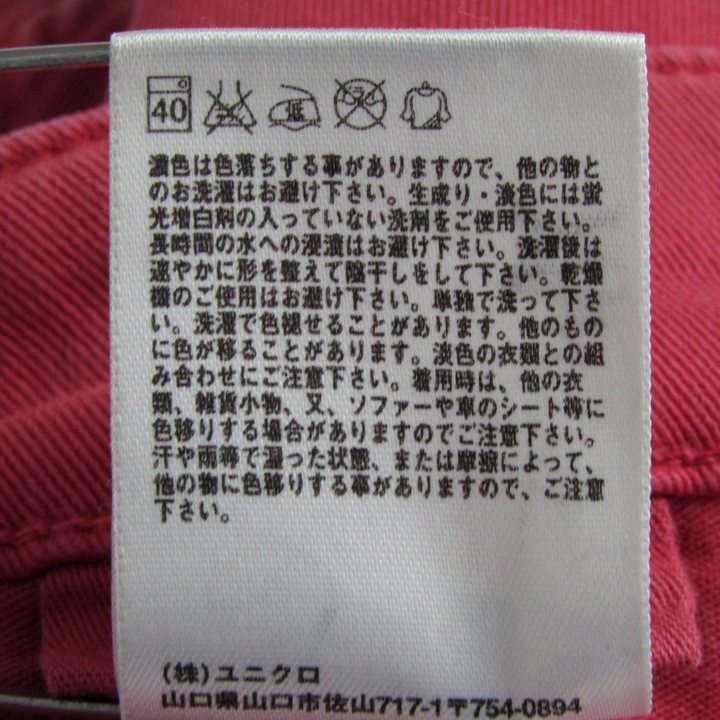 40 低 ドライ
濃色は色落ちする事がありますので、他の物と
のお洗濯はお避け下さい。生成り・淡色には蛍
光増白剤の入っていない洗剤をご使用下さい。
長時間の水への浸漬はお避け下さい。洗濯後は
速やかに形を整えて陰干しをして下さい。乾燥
機のご使用はお避け下さい。単独で洗って下さ
い。洗濯で色褪せることがあります。他のもの
に色が移ることがあります。淡色の衣類との組
み合わせにご注意下さい。着用時は、他の衣
類、雑貨小物、又、ソファーや車のシート等に
色移りする場合がありますのでご注意下さい。
汗や雨等で湿った状態、または摩擦によって、
他の物に色移りする事がありますので、ご注意
下さい。
(株)ユニクロ
山口県山口市佐山717-1〒754-0894